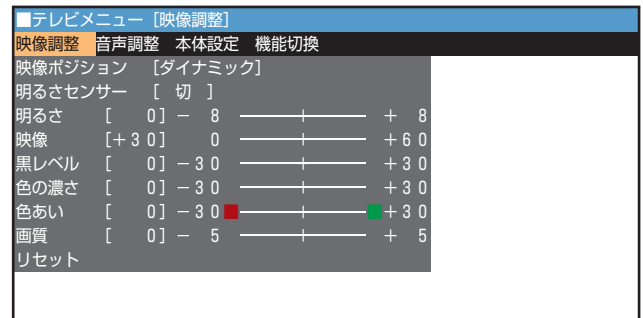 ■テレビメニュー［映像調整］
映像調整 音声調整 本体設定 機能切換
映像ポジション ［ダイナミック］
明るさセンサー ［ 切 ］
明るさ ［ 0］－ 8 ＋ 8
映像 ［＋30］ 0 ＋60
黒レベル ［ 0］－30 ＋30
色の濃さ ［ 0］－30 ＋30
色あい ［ 0］－30 ＋30
画質 ［ 0］－ 5 ＋ 5
リセット